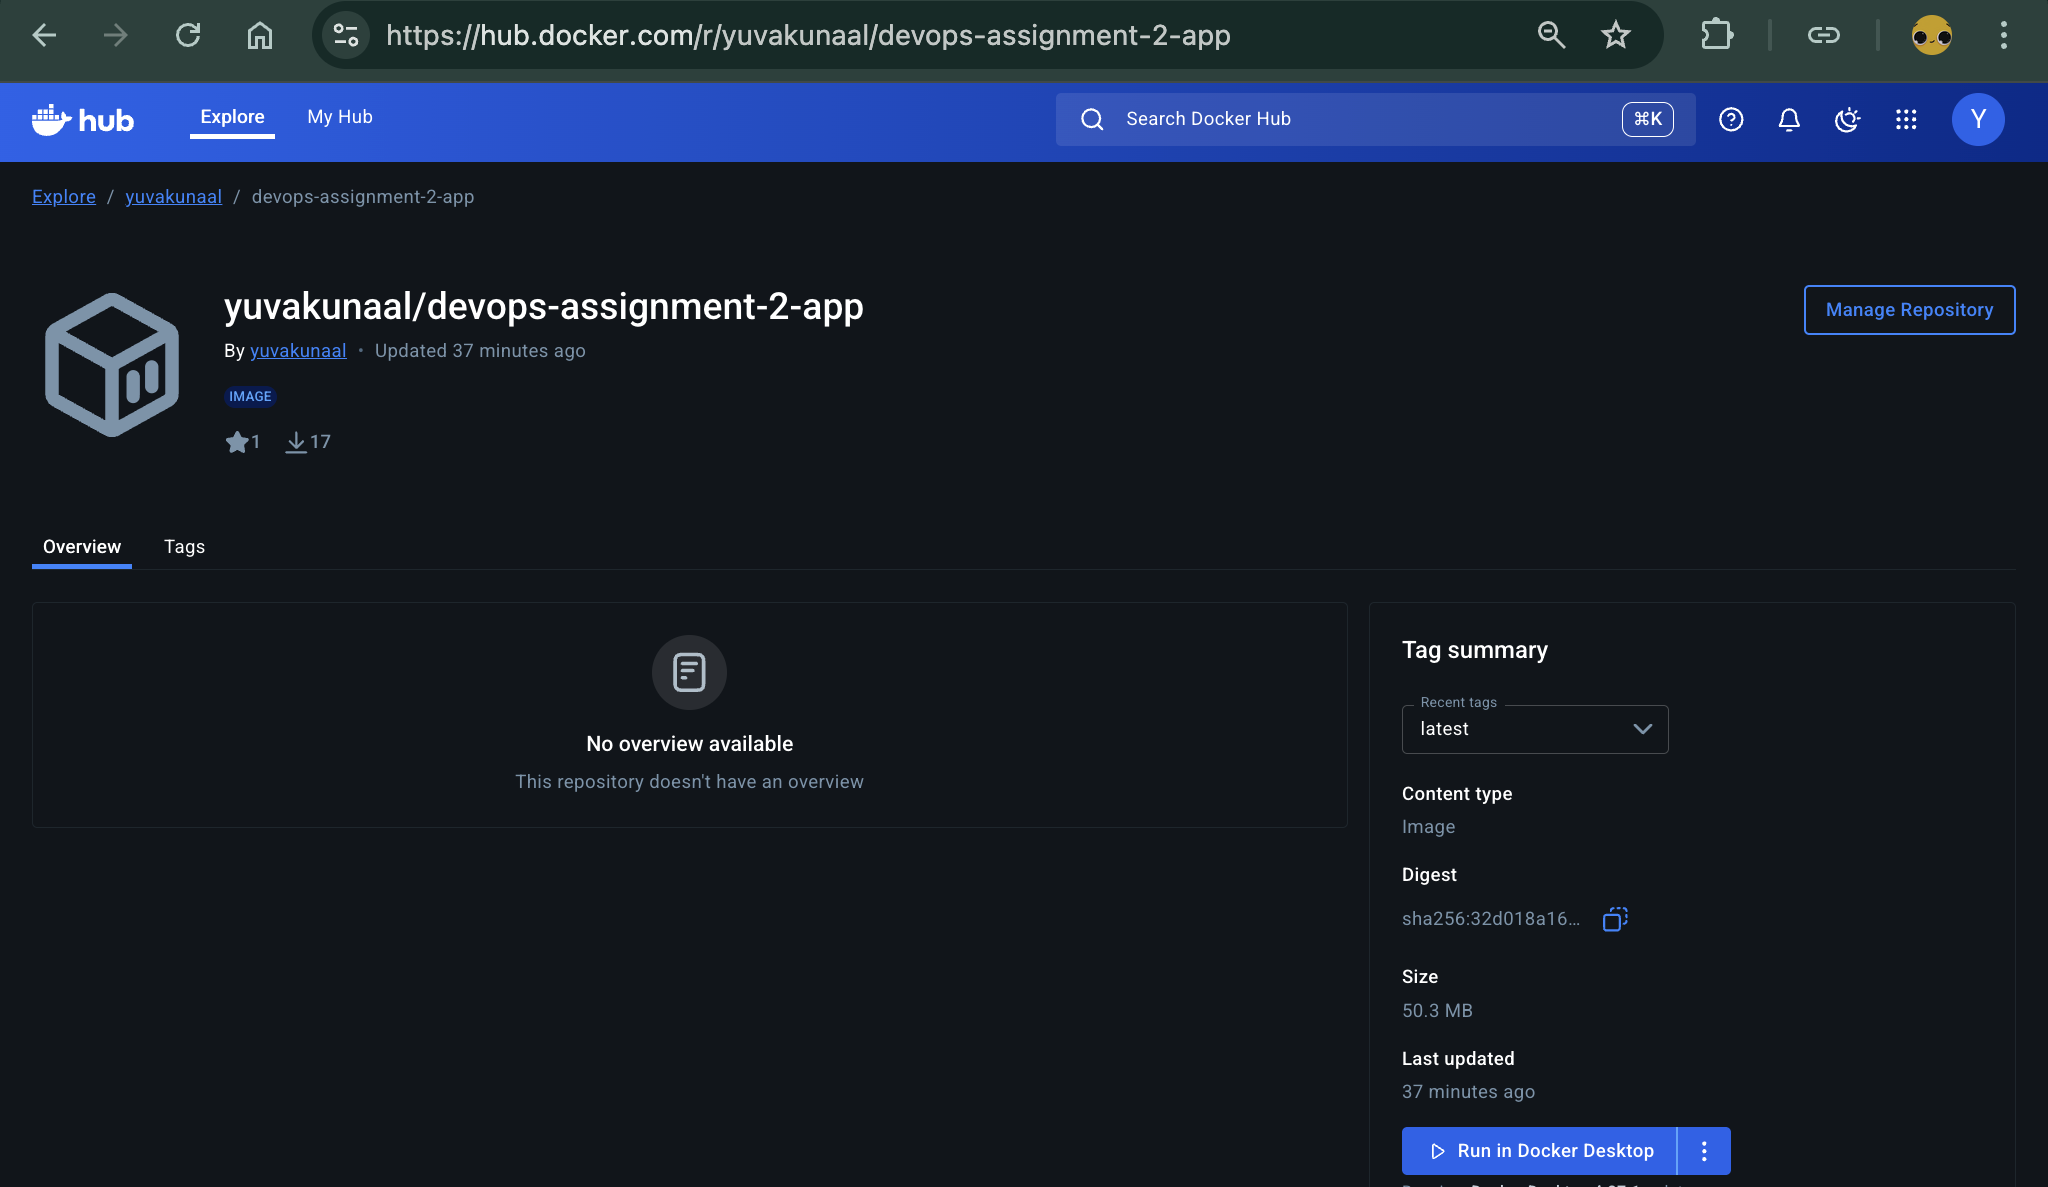 https://hub.docker.com/r/yuvakunaal/devops-assignment-2-app
hub
Explore
My Hub
Search Docker Hub
⌘K
Y
Explore / yuvakunaal / devops-assignment-2-app
yuvakunaal/devops-assignment-2-app
Manage Repository
By yuvakunaal • Updated 37 minutes ago
IMAGE
1
17
Overview
Tags
No overview available
This repository doesn't have an overview
Tag summary
Recent tags
latest
Content type
Image
Digest
sha256:32d018a16...
Size
50.3 MB
Last updated
37 minutes ago
Run in Docker Desktop